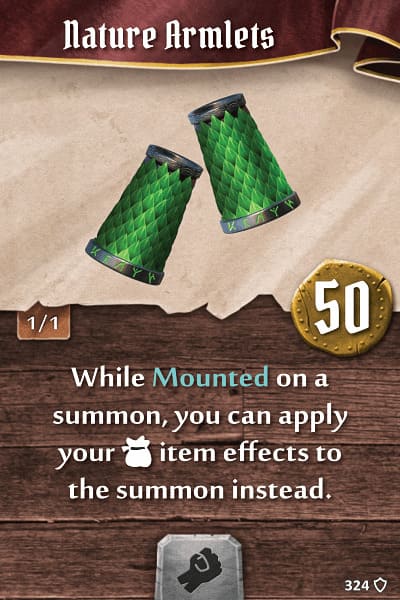 Nature Armlets
50
1/1
While Mounted on a
summon, you can apply
your item effects to
the summon instead.
324